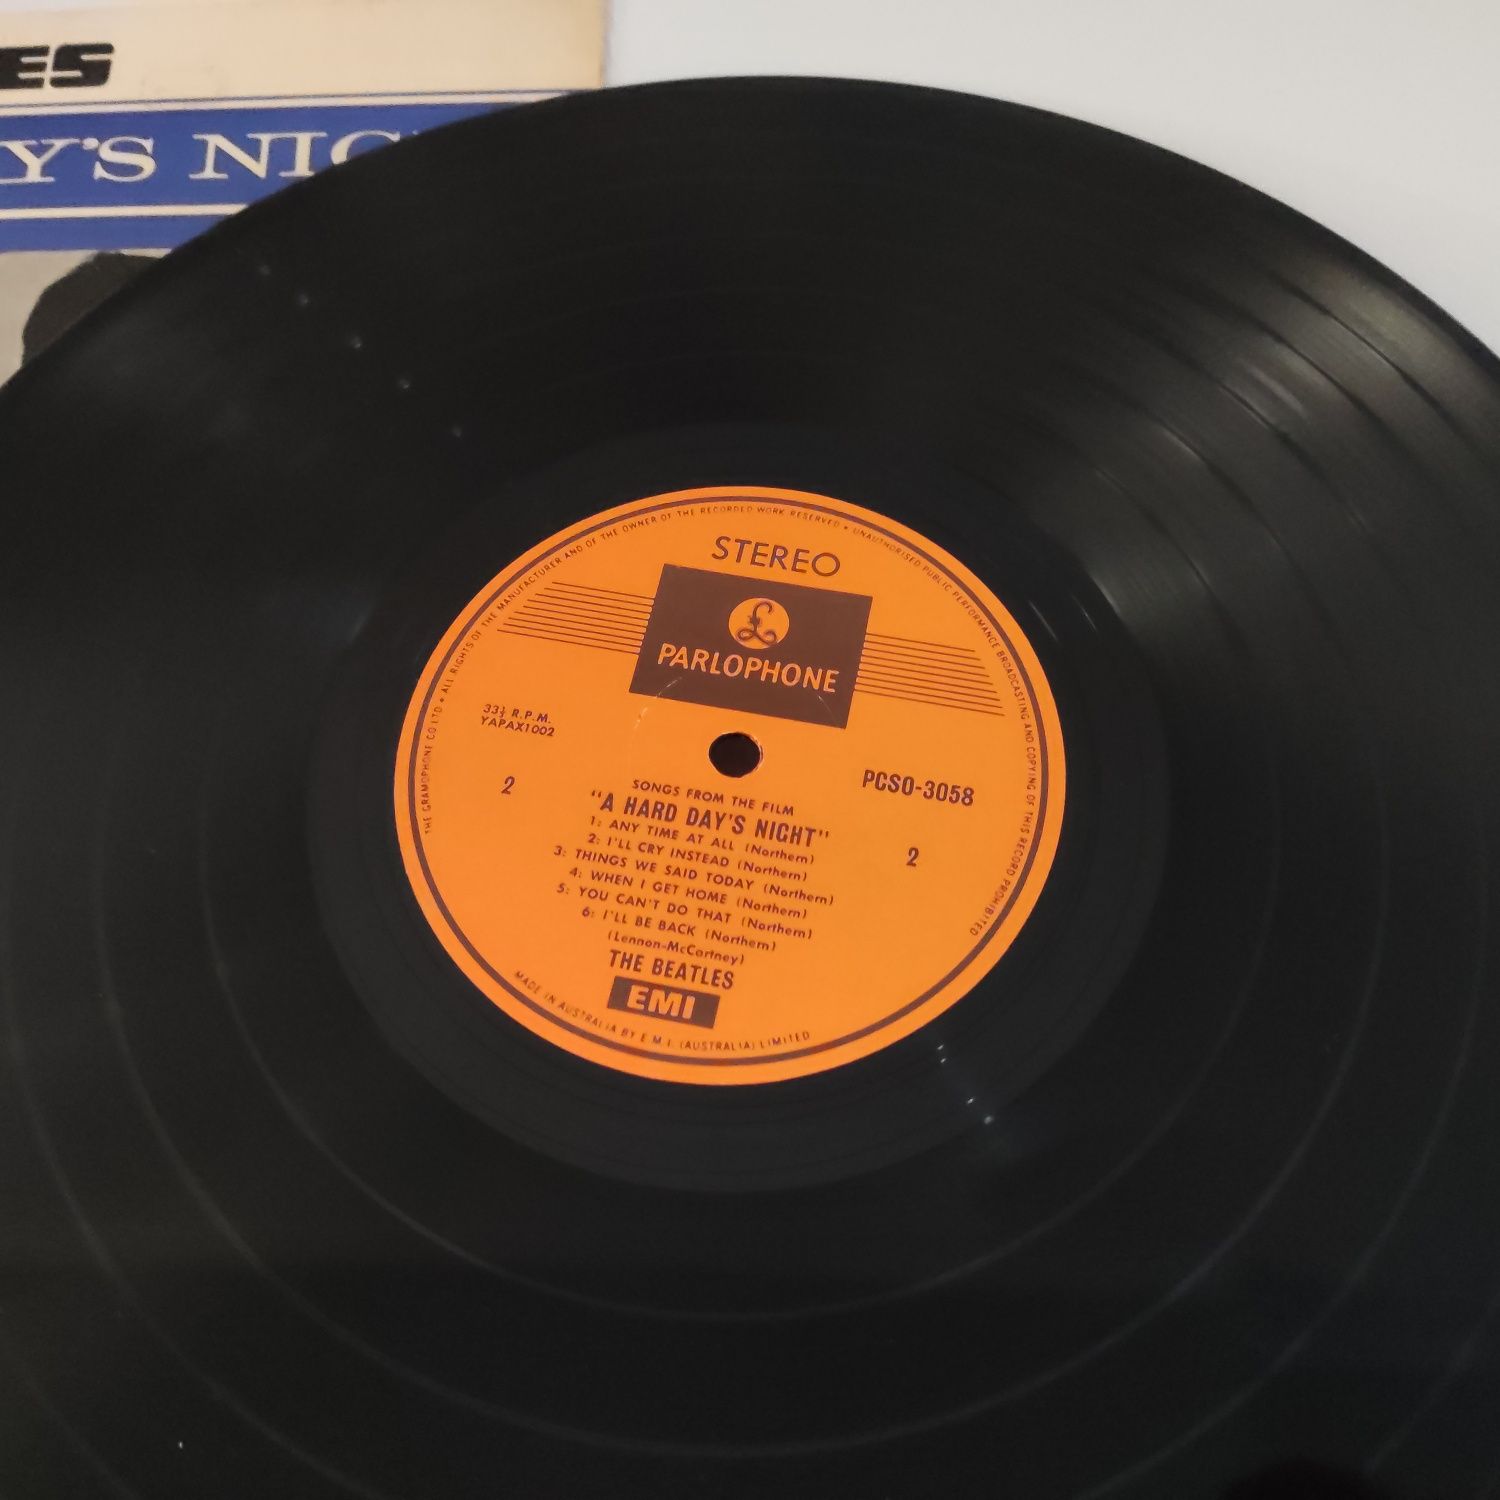 ES
Y'S NIG
THE GRAMOPHONE CO LTD • ALL RIGHTS OF THE MANUFACTURER AND OF THE OWNER OF THE RECORDED WORK RESERVED • UNAUTHORISED PUBLIC PERFORMANCE BROADCASTING AND COPYING OF THIS RECORD PROHIBITED
STEREO
£
PARLOPHONE
33⅓ R.P.M.
YAPAX1002
PCSO-3058
2
2
SONGS FROM THE FILM
"A HARD DAY'S NIGHT"
1: ANY TIME AT ALL (Northern)
2: I'LL CRY INSTEAD (Northern)
3: THINGS WE SAID TODAY (Northern)
4: WHEN I GET HOME (Northern)
5: YOU CAN'T DO THAT (Northern)
6: I'LL BE BACK (Northern)
(Lennon-McCartney)
THE BEATLES
EMI
MADE IN AUSTRALIA BY E.M.I. (AUSTRALIA) LIMITED